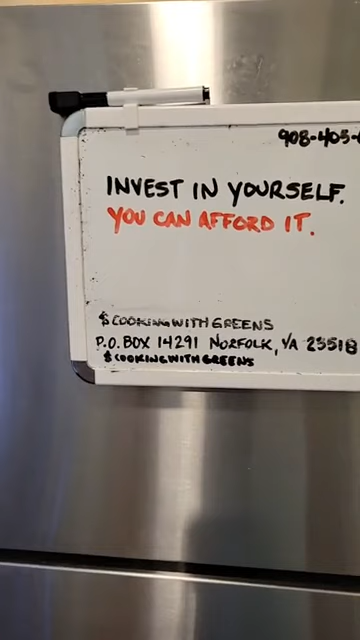 908-405-
INVEST IN YOURSELF.
YOU CAN AFFORD IT.
$COOKINGWITHGREENS
P.O. BOX 14291 NORFOLK, VA 23518
$COOKINGWITHGREENS